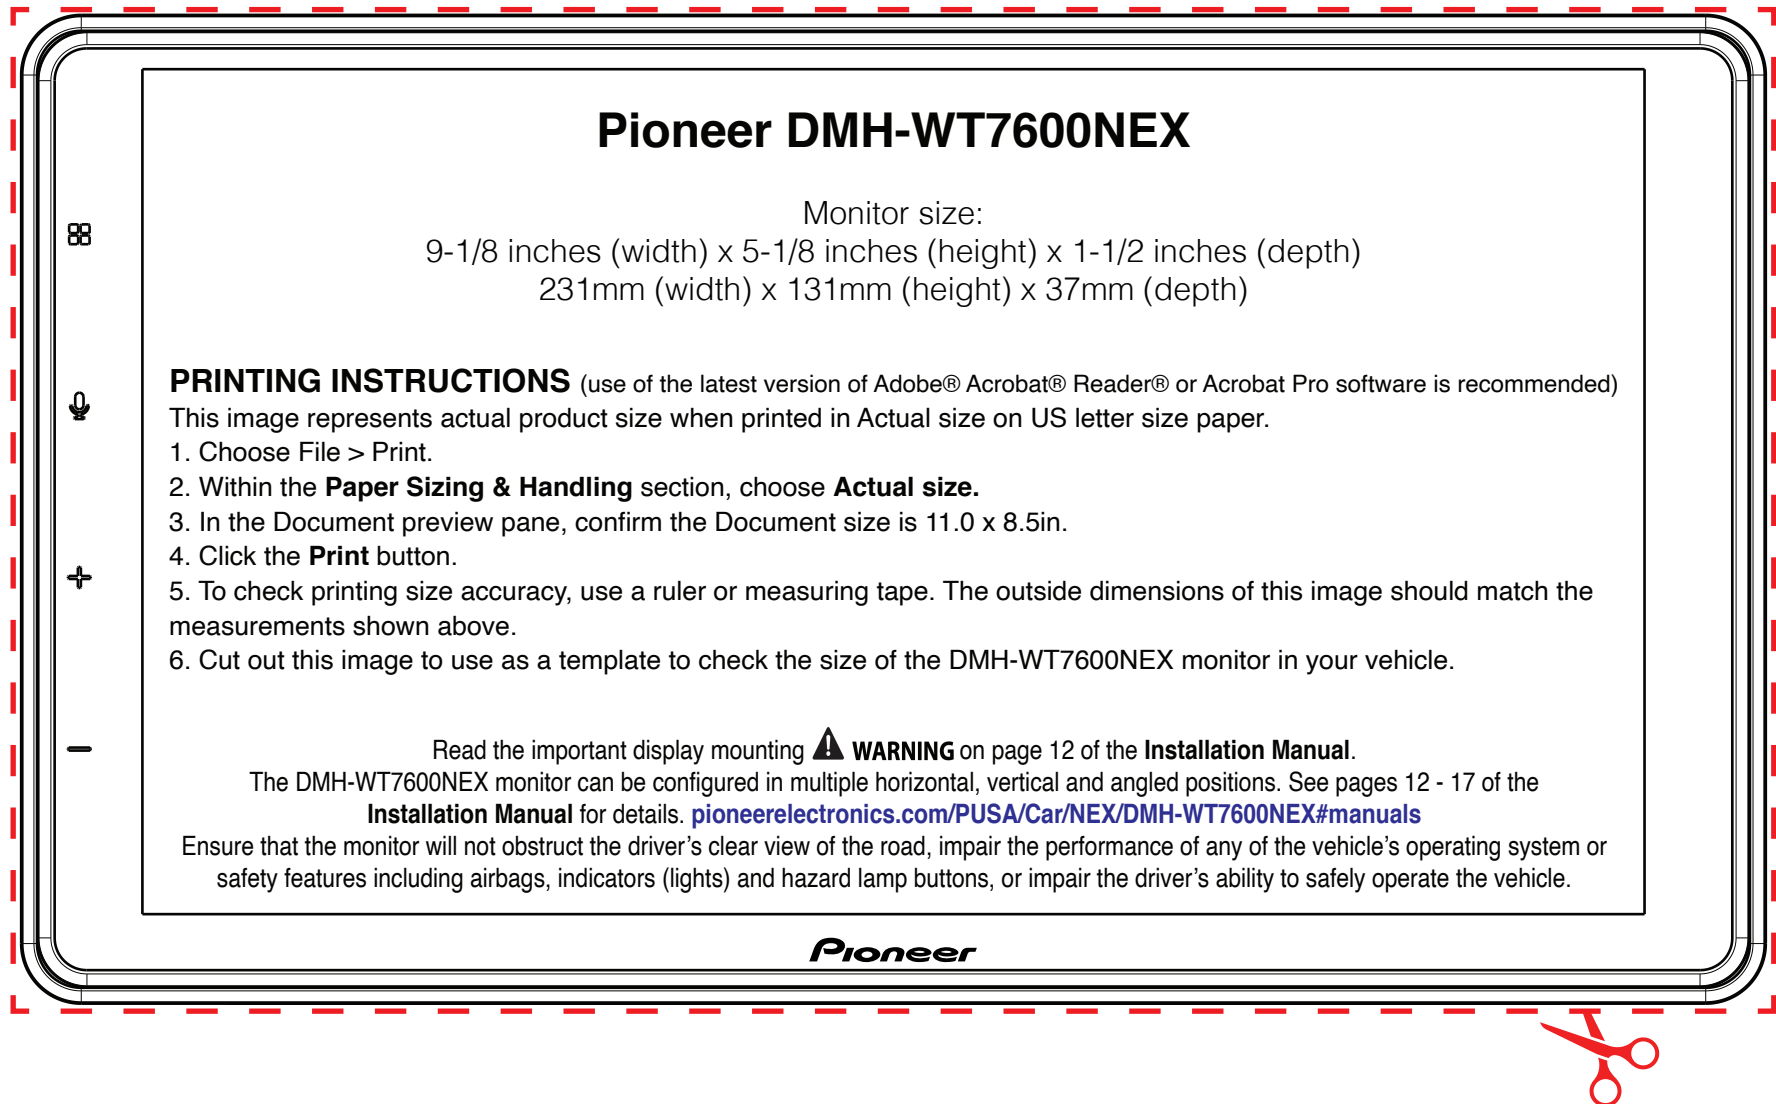 Pioneer DMH-WT7600NEX
Monitor size:
9-1/8 inches (width) x 5-1/8 inches (height) x 1-1/2 inches (depth)
231mm (width) x 131mm (height) x 37mm (depth)
PRINTING INSTRUCTIONS (use of the latest version of Adobe® Acrobat® Reader® or Acrobat Pro software is recommended)
This image represents actual product size when printed in Actual size on US letter size paper.
1. Choose File > Print.
2. Within the Paper Sizing & Handling section, choose Actual size.
3. In the Document preview pane, confirm the Document size is 11.0 x 8.5in.
4. Click the Print button.
5. To check printing size accuracy, use a ruler or measuring tape. The outside dimensions of this image should match the
measurements shown above.
6. Cut out this image to use as a template to check the size of the DMH-WT7600NEX monitor in your vehicle.
Read the important display mounting WARNING on page 12 of the Installation Manual.
The DMH-WT7600NEX monitor can be configured in multiple horizontal, vertical and angled positions. See pages 12 - 17 of the
Installation Manual for details. pioneerelectronics.com/PUSA/Car/NEX/DMH-WT7600NEX#manuals
Ensure that the monitor will not obstruct the driver’s clear view of the road, impair the performance of any of the vehicle’s operating system or
safety features including airbags, indicators (lights) and hazard lamp buttons, or impair the driver’s ability to safely operate the vehicle.
Pioneer